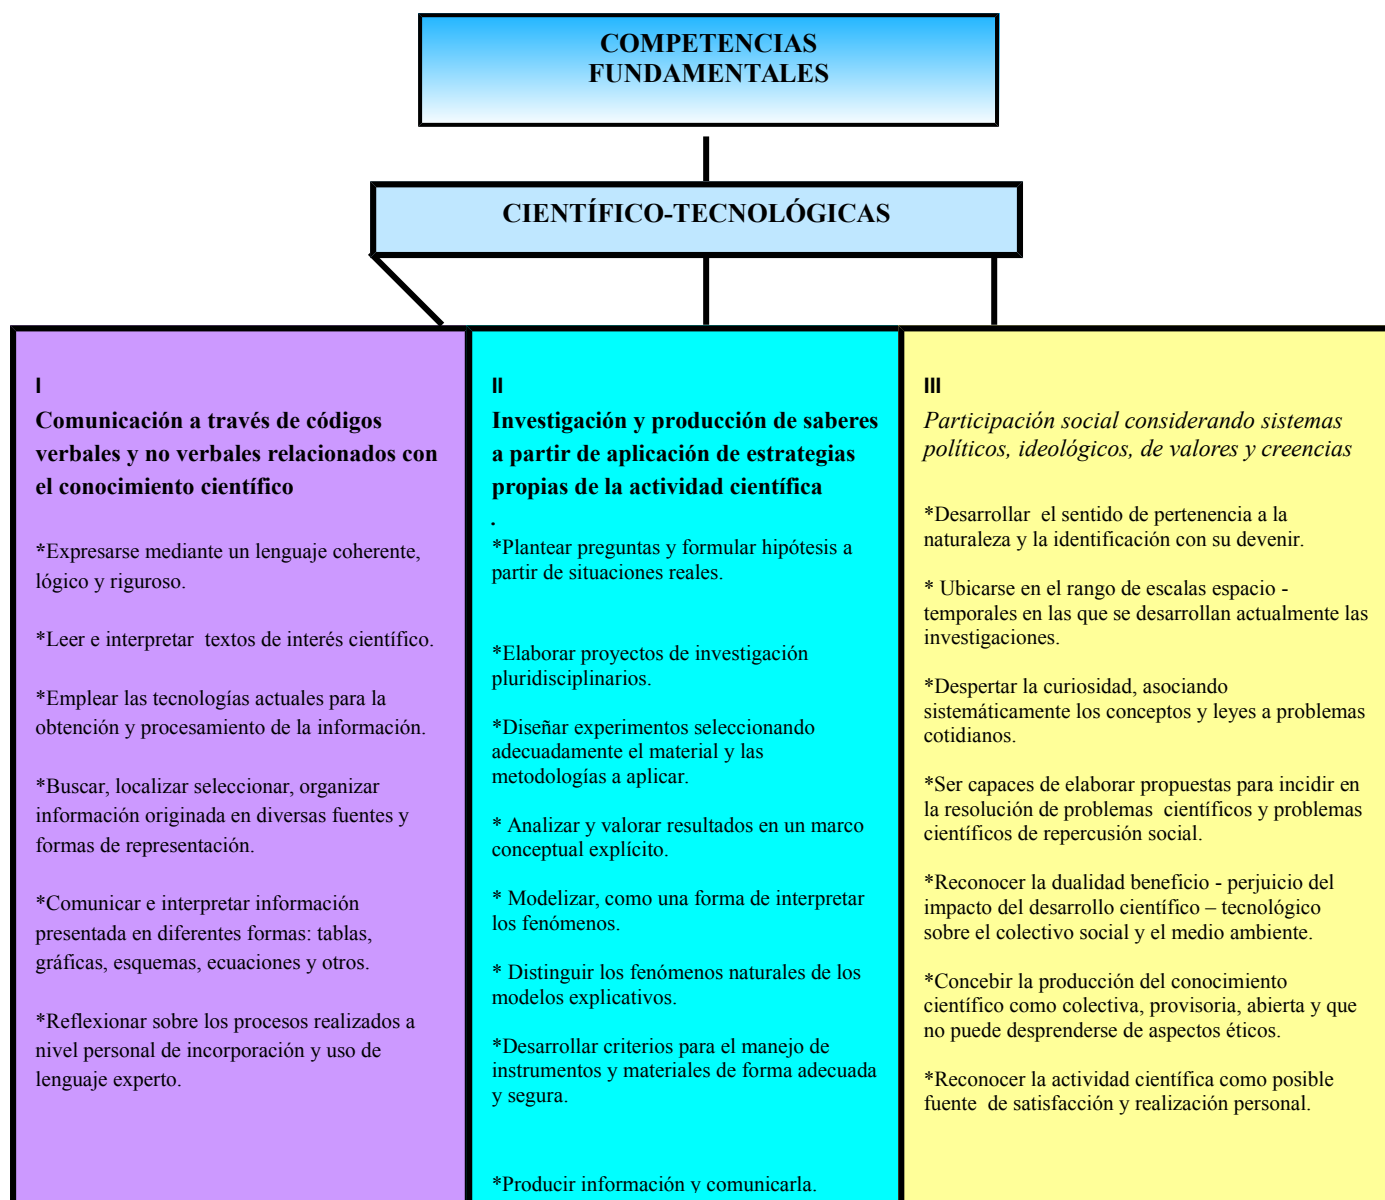 COMPETENCIAS
FUNDAMENTALES
CIENTÍFICO-TECNOLÓGICAS
I
Comunicación a través de códigos
verbales y no verbales relacionados con
el conocimiento científico
*Expresarse mediante un lenguaje coherente,
lógico y riguroso.
*Leer e interpretar textos de interés científico.
*Emplear las tecnologías actuales para la
obtención y procesamiento de la información.
*Buscar, localizar seleccionar, organizar
información originada en diversas fuentes y
formas de representación.
*Comunicar e interpretar información
presentada en diferentes formas: tablas,
gráficas, esquemas, ecuaciones y otros.
*Reflexionar sobre los procesos realizados a
nivel personal de incorporación y uso de
lenguaje experto.
II
Investigación y producción de saberes
a partir de aplicación de estrategias
propias de la actividad científica
.
*Plantear preguntas y formular hipótesis a
partir de situaciones reales.
*Elaborar proyectos de investigación
pluridisciplinarios.
*Diseñar experimentos seleccionando
adecuadamente el material y las
metodologías a aplicar.
* Analizar y valorar resultados en un marco
conceptual explícito.
* Modelizar, como una forma de interpretar
los fenómenos.
* Distinguir los fenómenos naturales de los
modelos explicativos.
*Desarrollar criterios para el manejo de
instrumentos y materiales de forma adecuada
y segura.
*Producir información y comunicarla.
III
Participación social considerando sistemas
políticos, ideológicos, de valores y creencias
*Desarrollar el sentido de pertenencia a la
naturaleza y la identificación con su devenir.
* Ubicarse en el rango de escalas espacio -
temporales en las que se desarrollan actualmente las
investigaciones.
*Despertar la curiosidad, asociando
sistemáticamente los conceptos y leyes a problemas
cotidianos.
*Ser capaces de elaborar propuestas para incidir en
la resolución de problemas científicos y problemas
científicos de repercusión social.
*Reconocer la dualidad beneficio - perjuicio del
impacto del desarrollo científico – tecnológico
sobre el colectivo social y el medio ambiente.
*Concebir la producción del conocimiento
científico como colectiva, provisoria, abierta y que
no puede desprenderse de aspectos éticos.
*Reconocer la actividad científica como posible
fuente de satisfacción y realización personal.